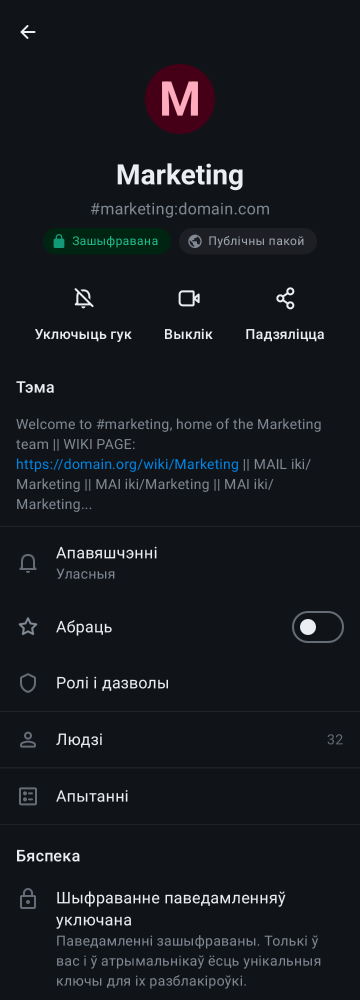 M
Marketing
#marketing:domain.com
Зашыфравана
Публічны пакой
Уключыць гук
Выклік
Падзяліцца
Тэма
Welcome to #marketing, home of the Marketing
team || WIKI PAGE:
https://domain.org/wiki/Marketing || MAIL iki/
Marketing || MAI iki/Marketing || MAI iki/
Marketing...
Апавяшчэнні
Уласныя
Абраць
Ролі і дазволы
Людзі 32
Апытанні
Бяспека
Шыфраванне паведамленняў
уключана
Паведамленні зашыфраваны. Толькі ў
вас і ў атрымальнікаў ёсць унікальныя
ключы для іх разблакіроўкі.